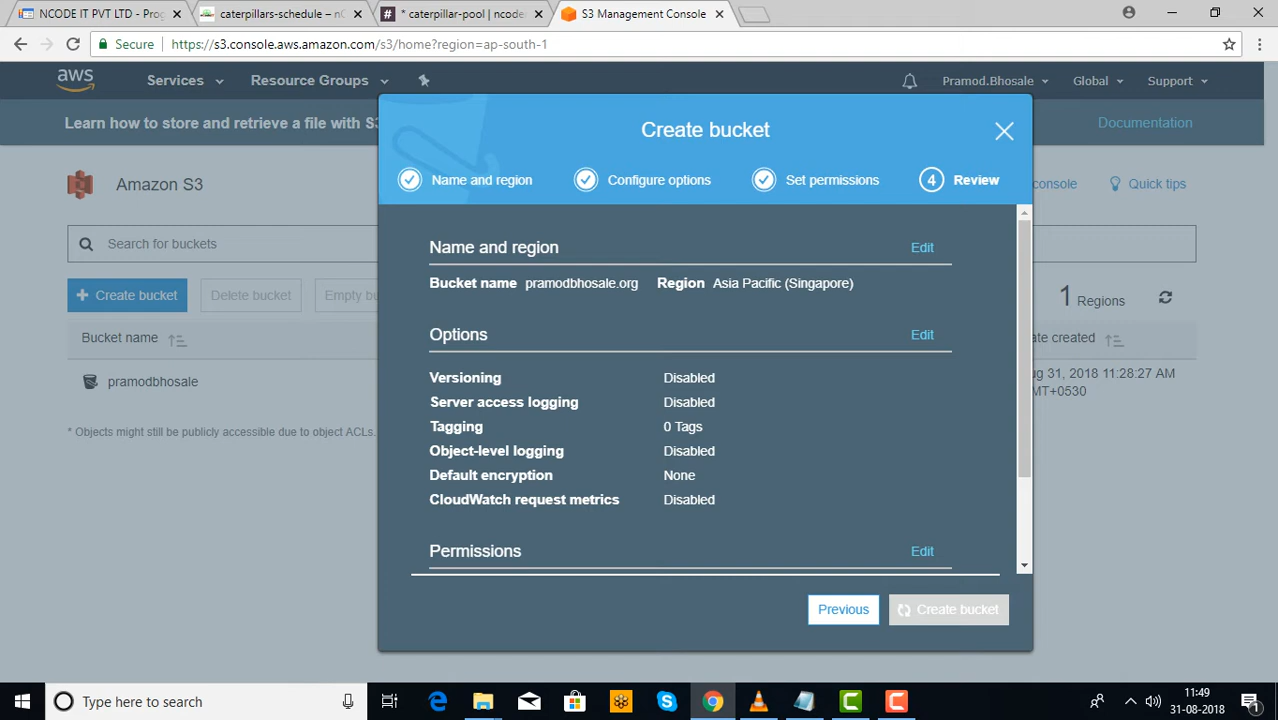 NCODE IT PVT LTD - Prog
caterpillars-schedule – nC
* caterpillar-pool | ncode
S3 Management Console
Secure
https://s3.console.aws.amazon.com/s3/home?region=ap-south-1
aws
Services
Resource Groups
Pramod.Bhosale
Global
Support
Learn how to store and retrieve a file with S3
Documentation
Amazon S3
console
Quick tips
Search for buckets
+ Create bucket
Delete bucket
Empty bu
1 Regions
Bucket name
ate created
pramodbhosale
ug 31, 2018 11:28:27 AM
MT+0530
* Objects might still be publicly accessible due to object ACLs.
Create bucket
Name and region
Configure options
Set permissions
4 Review
Name and region
Edit
Bucket name pramodbhosale.org Region Asia Pacific (Singapore)
Options
Edit
Versioning Disabled
Server access logging Disabled
Tagging 0 Tags
Object-level logging Disabled
Default encryption None
CloudWatch request metrics Disabled
Permissions
Edit
Previous
Create bucket
Type here to search
11:49
31-08-2018
1